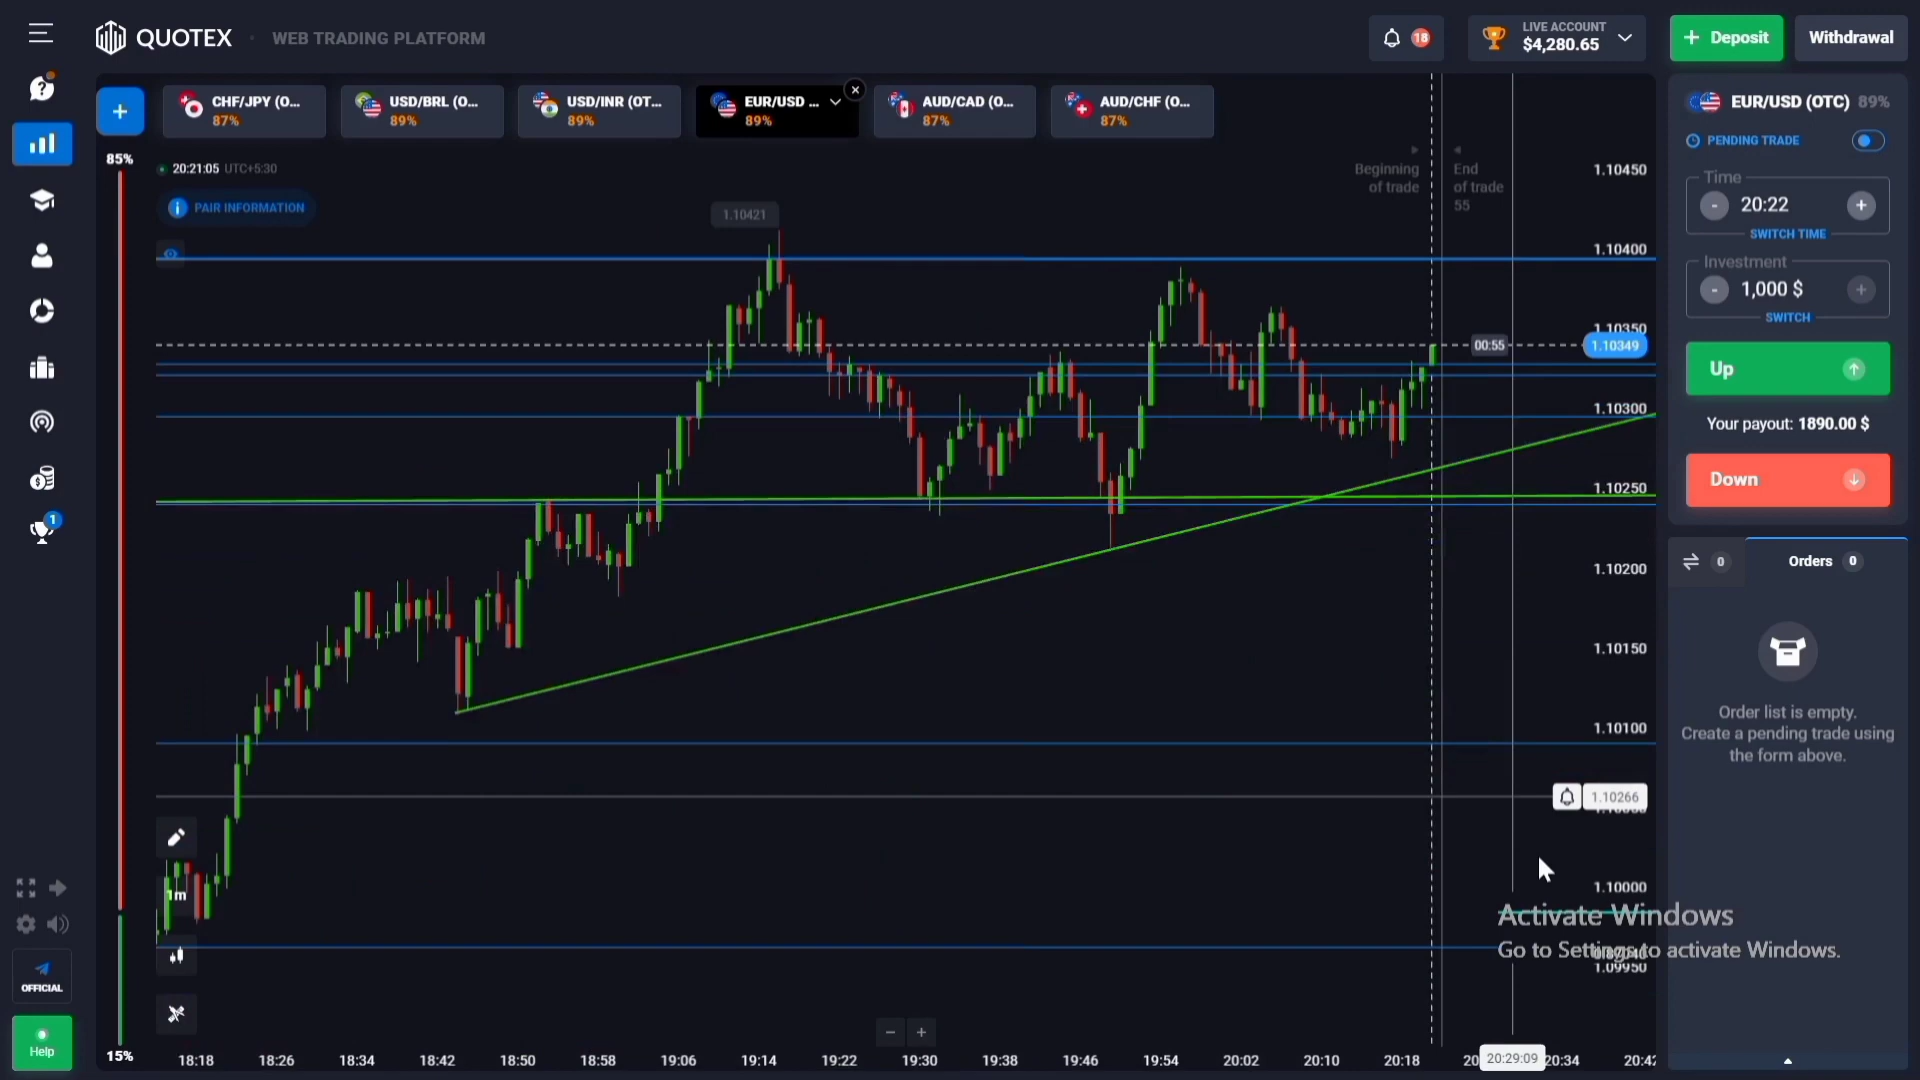 QUOTEX
WEB TRADING PLATFORM
18
LIVE ACCOUNT
$4,280.65
+ Deposit
Withdrawal
+
CHF/JPY (O...
87%
USD/BRL (O...
89%
USD/INR (OT...
89%
EUR/USD ...
89%
AUD/CAD (O...
87%
AUD/CHF (O...
87%
EUR/USD (OTC) 89%
PENDING TRADE
Time
- 20:22 +
SWITCH TIME
Investment
- 1,000 $ +
SWITCH
Up
Your payout: 1890.00 $
Down
0
Orders 0
Order list is empty.
Create a pending trade using
the form above.
85%
20:21:05 UTC+5:30
PAIR INFORMATION
1.10421
Beginning
of trade
End
of trade
55
1.10450
1.10400
1.10350
00:55
1.10349
1.10300
1.10250
1.10200
1.10150
1.10100
1.10266
1.10000
1.09950
1m
Activate Windows
Go to Settings to activate Windows.
1
OFFICIAL
Help
15%
- +
18:18 18:26 18:34 18:42 18:50 18:58 19:06 19:14 19:22 19:30 19:38 19:46 19:54 20:02 20:10 20:18 20:29:09 20:34 20:42